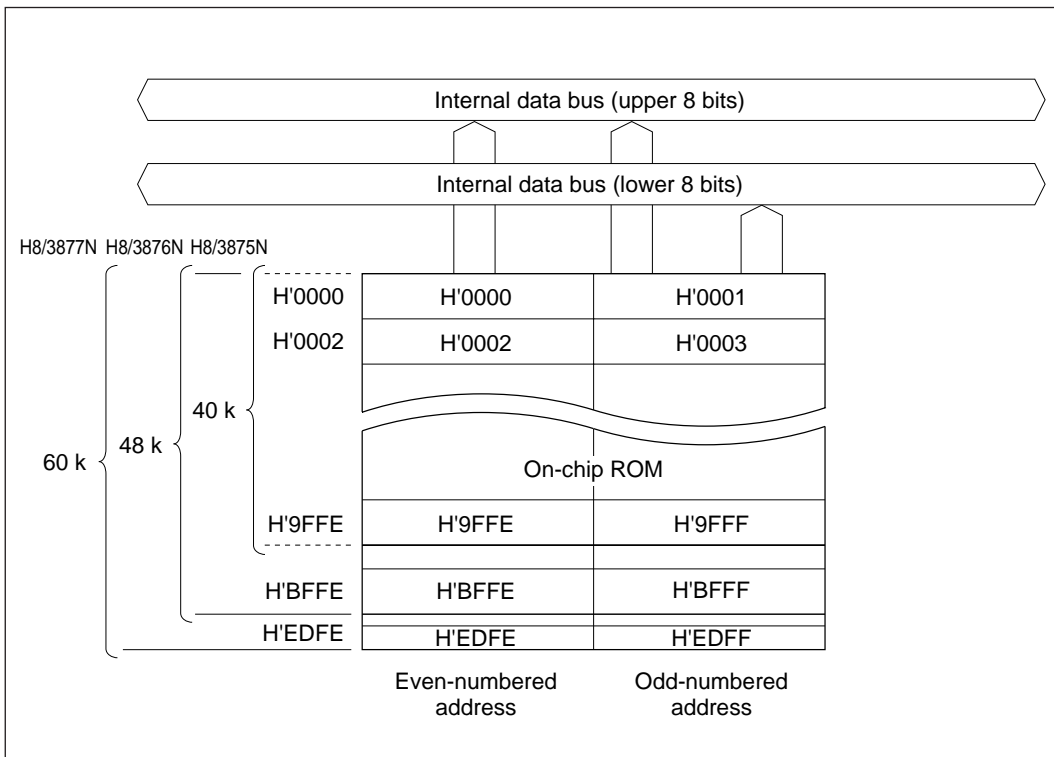 Internal data bus (upper 8 bits)
Internal data bus (lower 8 bits)
H8/3877N H8/3876N H8/3875N
H'0000 H'0000 H'0001
H'0002 H'0002 H'0003
40 k
48 k
60 k
On-chip ROM
H'9FFE H'9FFE H'9FFF
H'BFFE H'BFFE H'BFFF
H'EDFE H'EDFE H'EDFF
Even-numbered address
Odd-numbered address